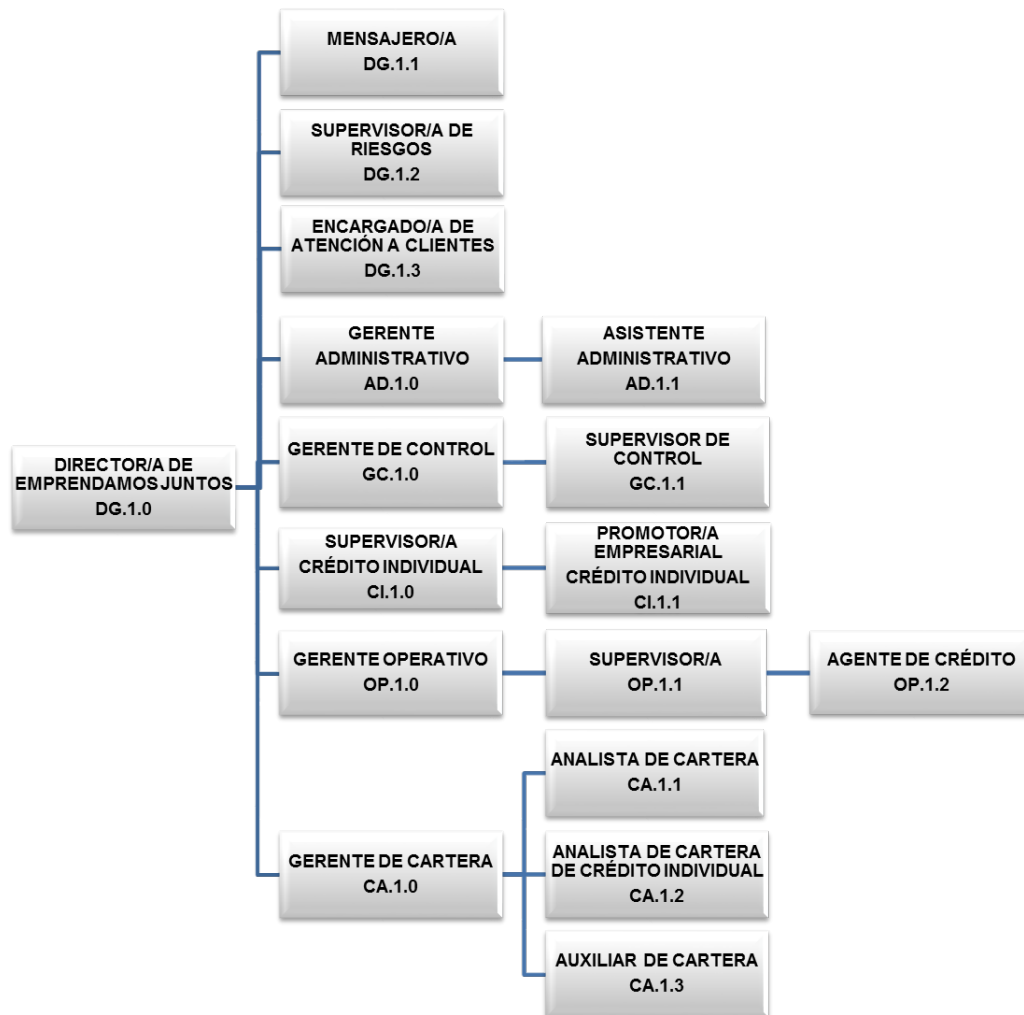 MENSAJERO/A
DG.1.1
SUPERVISOR/A DE
RIESGOS
DG.1.2
ENCARGADO/A DE
ATENCIÓN A CLIENTES
DG.1.3
GERENTE
ADMINISTRATIVO
AD.1.0
ASISTENTE
ADMINISTRATIVO
AD.1.1
GERENTE DE CONTROL
GC.1.0
SUPERVISOR DE
CONTROL
GC.1.1
DIRECTOR/A DE
EMPRENDAMOS JUNTOS
DG.1.0
SUPERVISOR/A
CRÉDITO INDIVIDUAL
CI.1.0
PROMOTOR/A
EMPRESARIAL
CRÉDITO INDIVIDUAL
CI.1.1
GERENTE OPERATIVO
OP.1.0
SUPERVISOR/A
OP.1.1
AGENTE DE CRÉDITO
OP.1.2
GERENTE DE CARTERA
CA.1.0
ANALISTA DE CARTERA
CA.1.1
ANALISTA DE CARTERA
DE CRÉDITO INDIVIDUAL
CA.1.2
AUXILIAR DE CARTERA
CA.1.3